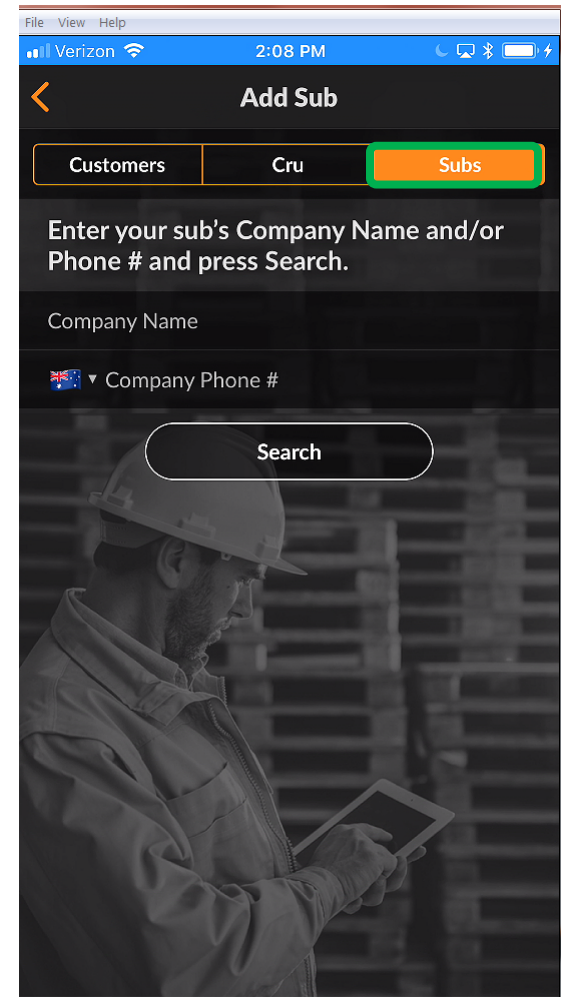 File View Help
Verizon 2:08 PM
Add Sub
Customers Cru Subs
Enter your sub’s Company Name and/or
Phone # and press Search.
Company Name
Company Phone #
Search